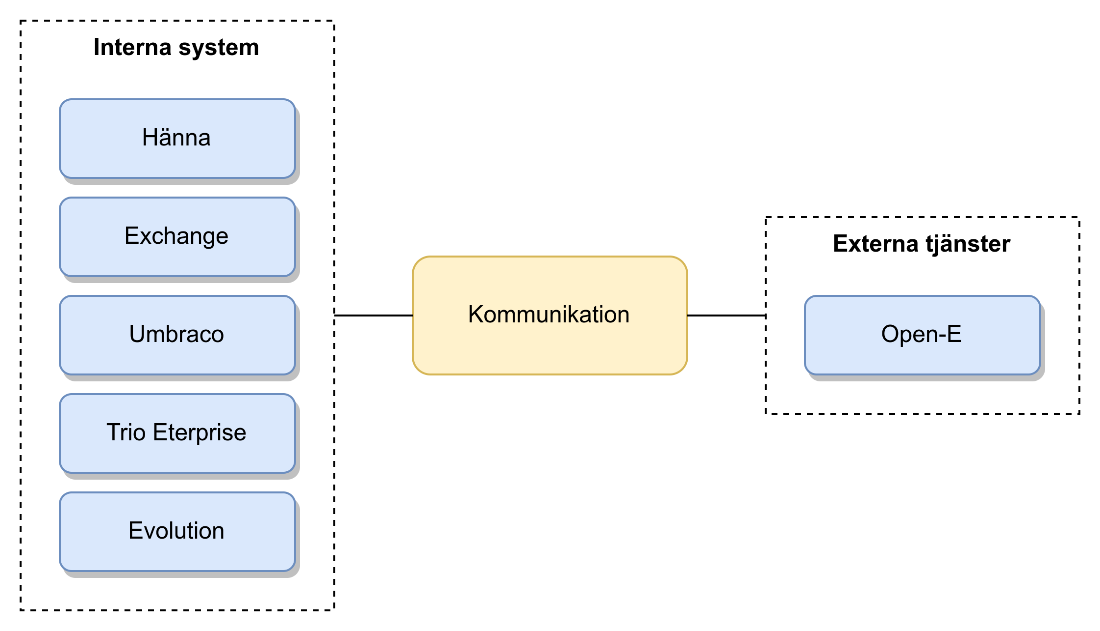 Interna system
Hänna
Exchange
Umbraco
Trio Eterprise
Evolution
Kommunikation
Externa tjänster
Open-E